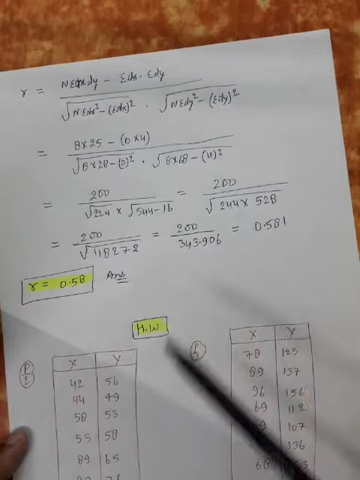 r = NΣdxdy - Σdx . Σdy
√NΣdx² - (Σdx)² . √NΣdy² - (Σdy)²
= 8×25 - (0×4)
√8×28-(0)² . √8×68-(4)²
= 200 = 200
√224 × √544-16 √244 × 528
= 200 = 200 = 0.581
√118272 343.906
r = 0.58 Ans
H.W
X Y
42 56
44 49
58 53
55 58
89 65
X Y
78 125
89 137
96 156
69 112
107
136
68